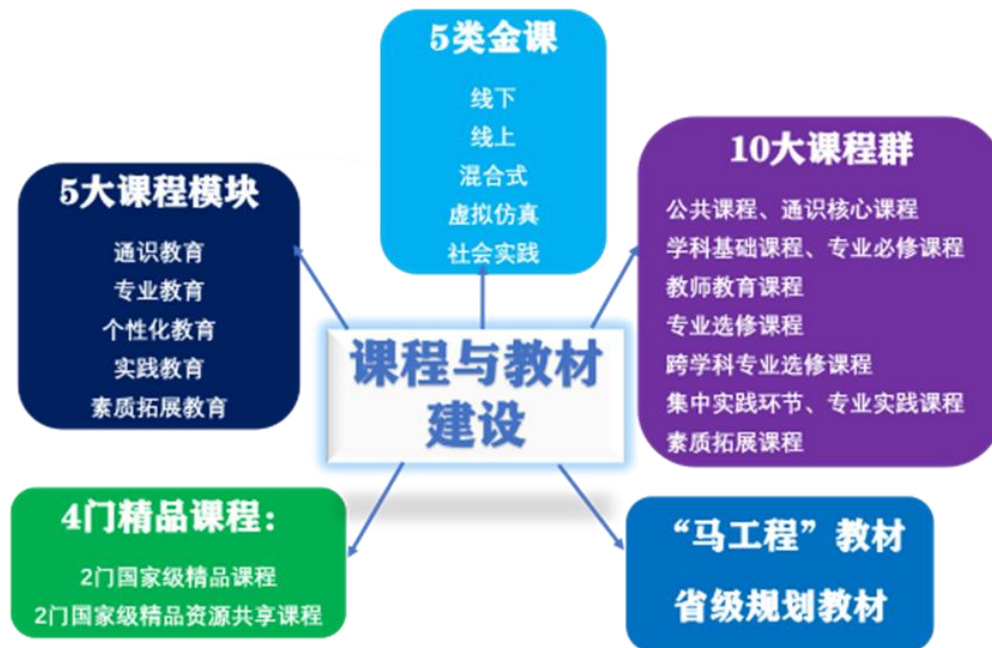 5类金课
线下
线上
混合式
虚拟仿真
社会实践
10大课程群
公共课程、通识核心课程
学科基础课程、专业必修课程
教师教育课程
专业选修课程
跨学科专业选修课程
集中实践环节、专业实践课程
素质拓展课程
5大课程模块
通识教育
专业教育
个性化教育
实践教育
素质拓展教育
课程与教材
建设
4门精品课程：
2门国家级精品课程
2门国家级精品资源共享课程
“马工程”教材
省级规划教材